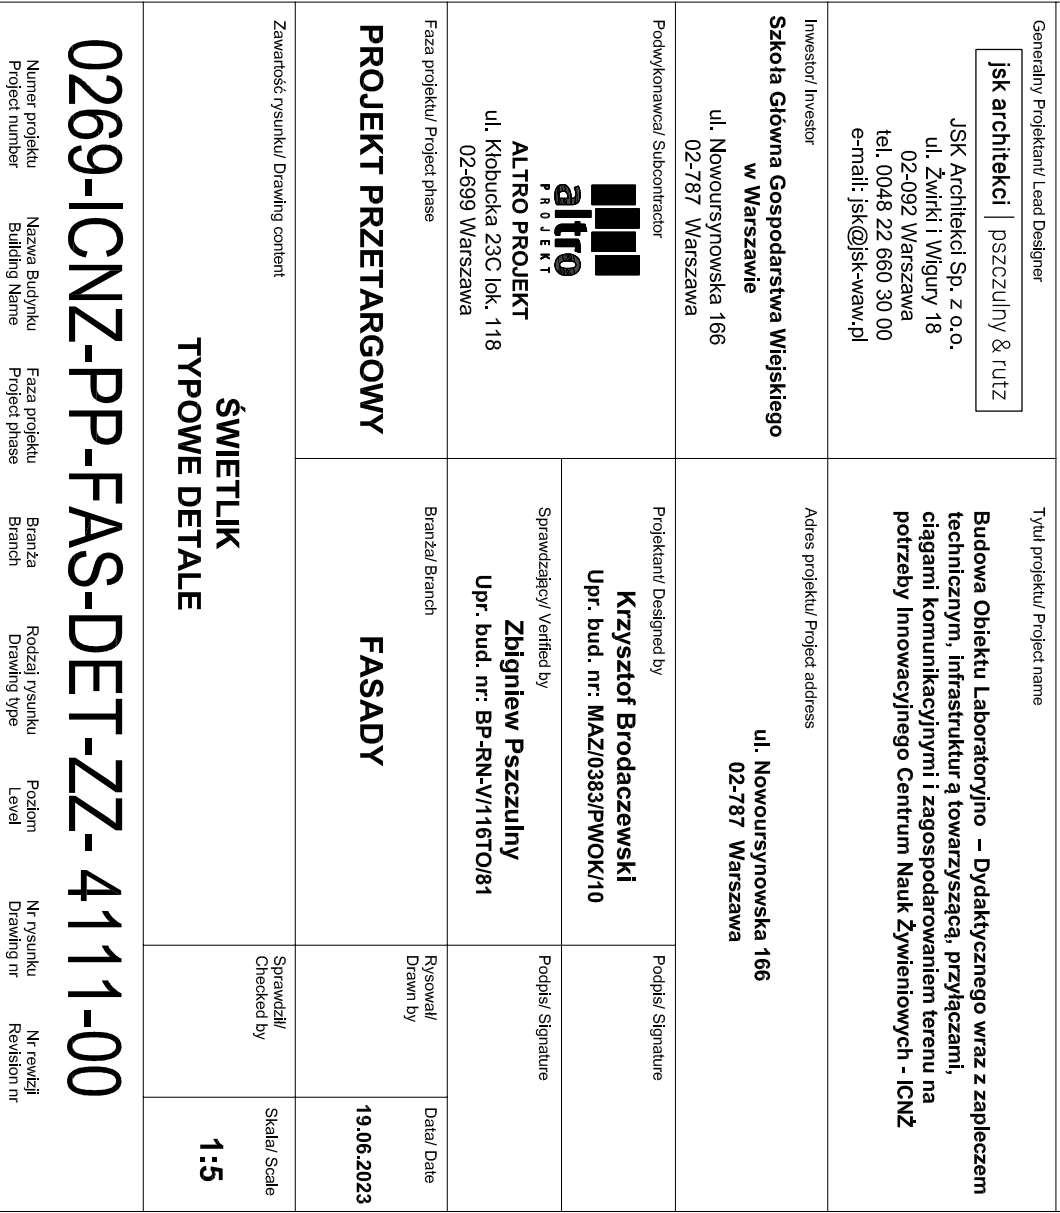 Generalny Projektant/ Lead Designer
jsk architekci | pszczulny & rutz
JSK Architekci Sp. z o.o.
ul. Żwirki i Wigury 18
02-092 Warszawa
tel. 0048 22 660 30 00
e-mail: jsk@jsk-waw.pl
Tytuł projektu/ Project name
Budowa Obiektu Laboratoryjno – Dydaktycznego wraz z zapleczem
technicznym, infrastruktur ą towarzyszącą, przyłączami,
ciągami komunikacyjnymi i zagospodarowaniem terenu na
potrzeby Innowacyjnego Centrum Nauk Żywieniowych - ICNŻ
Inwestor/ Investor
Szkoła Główna Gospodarstwa Wiejskiego
w Warszawie
ul. Nowoursynowska 166
02-787 Warszawa
Adres projektu/ Project address
ul. Nowoursynowska 166
02-787 Warszawa
Podwykonawca/ Subcontractor
altro
PROJEKT
ALTRO PROJEKT
ul. Kłobucka 23C lok. 118
02-699 Warszawa
Projektant/ Designed by
Krzysztof Brodaczewski
Upr. bud. nr: MAZ/0383/PWOK/10
Podpis/ Signature
Sprawdzający/ Verified by
Zbigniew Pszczulny
Upr. bud. nr: BP-RN-V/116TO/81
Podpis/ Signature
Faza projektu/ Project phase
PROJEKT PRZETARGOWY
Branża/ Branch
FASADY
Rysował/
Drawn by
Data/ Date
19.06.2023
Zawartość rysunku/ Drawing content
ŚWIETLIK
TYPOWE DETALE
Sprawdził/
Checked by
Skala/ Scale
1:5
0269-ICNZ-PP-FAS-DET-ZZ- 4111-00
Numer projektu
Project number
Nazwa Budynku
Building Name
Faza projektu
Project phase
Branża
Branch
Rodzaj rysunku
Drawing type
Poziom
Level
Nr rysunku
Drawing nr
Nr rewizji
Revision nr